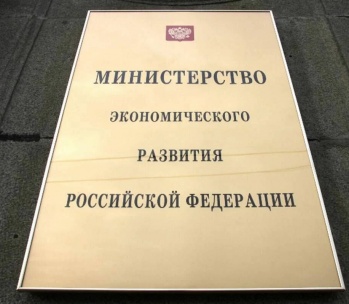 МИНИСТЕРСТВО
ЭКОНОМИЧЕСКОГО
РАЗВИТИЯ
РОССИЙСКОЙ ФЕДЕРАЦИИ